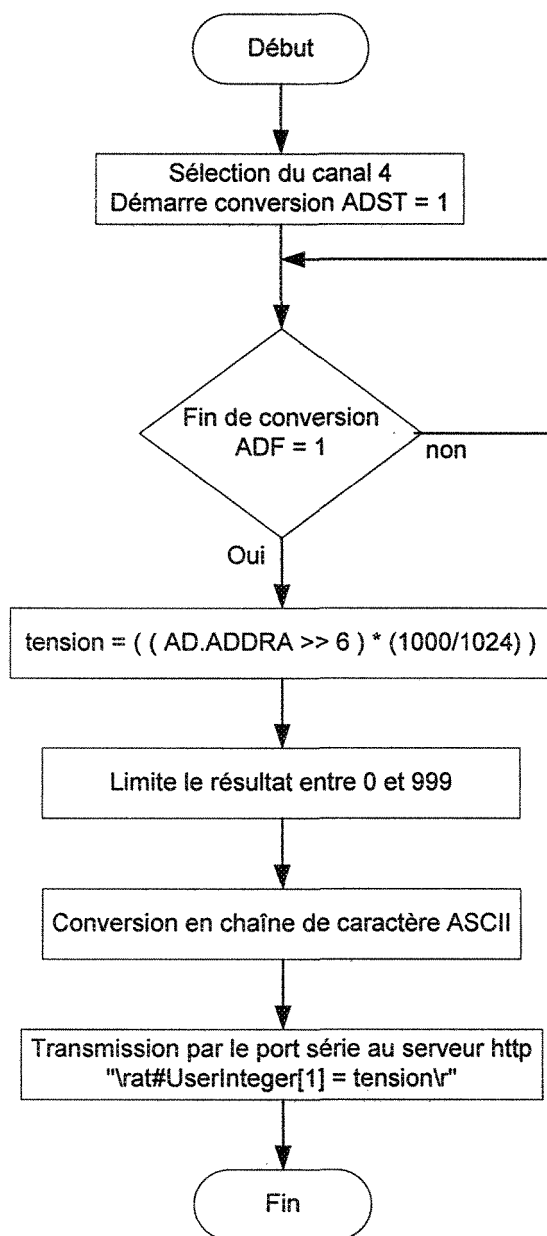 Début
Sélection du canal 4
Démarre conversion ADST = 1
Fin de conversion
ADF = 1
non
Oui
tension = ( ( AD.ADDRA >> 6 ) * (1000/1024) )
Limite le résultat entre 0 et 999
Conversion en chaîne de caractère ASCII
Transmission par le port série au serveur http
"\rat#UserInteger[1] = tension\r"
Fin